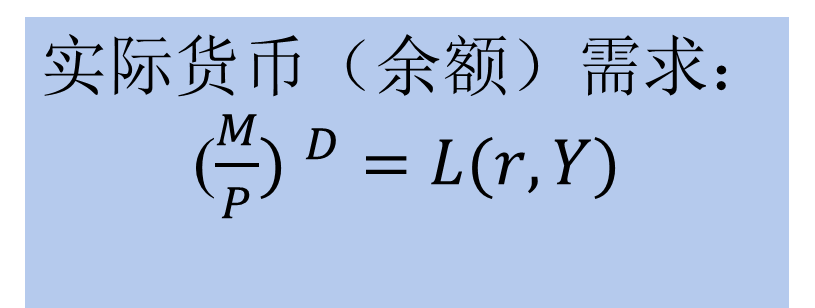 实际货币（余额）需求：
(M/P) ᴰ = L(r, Y)